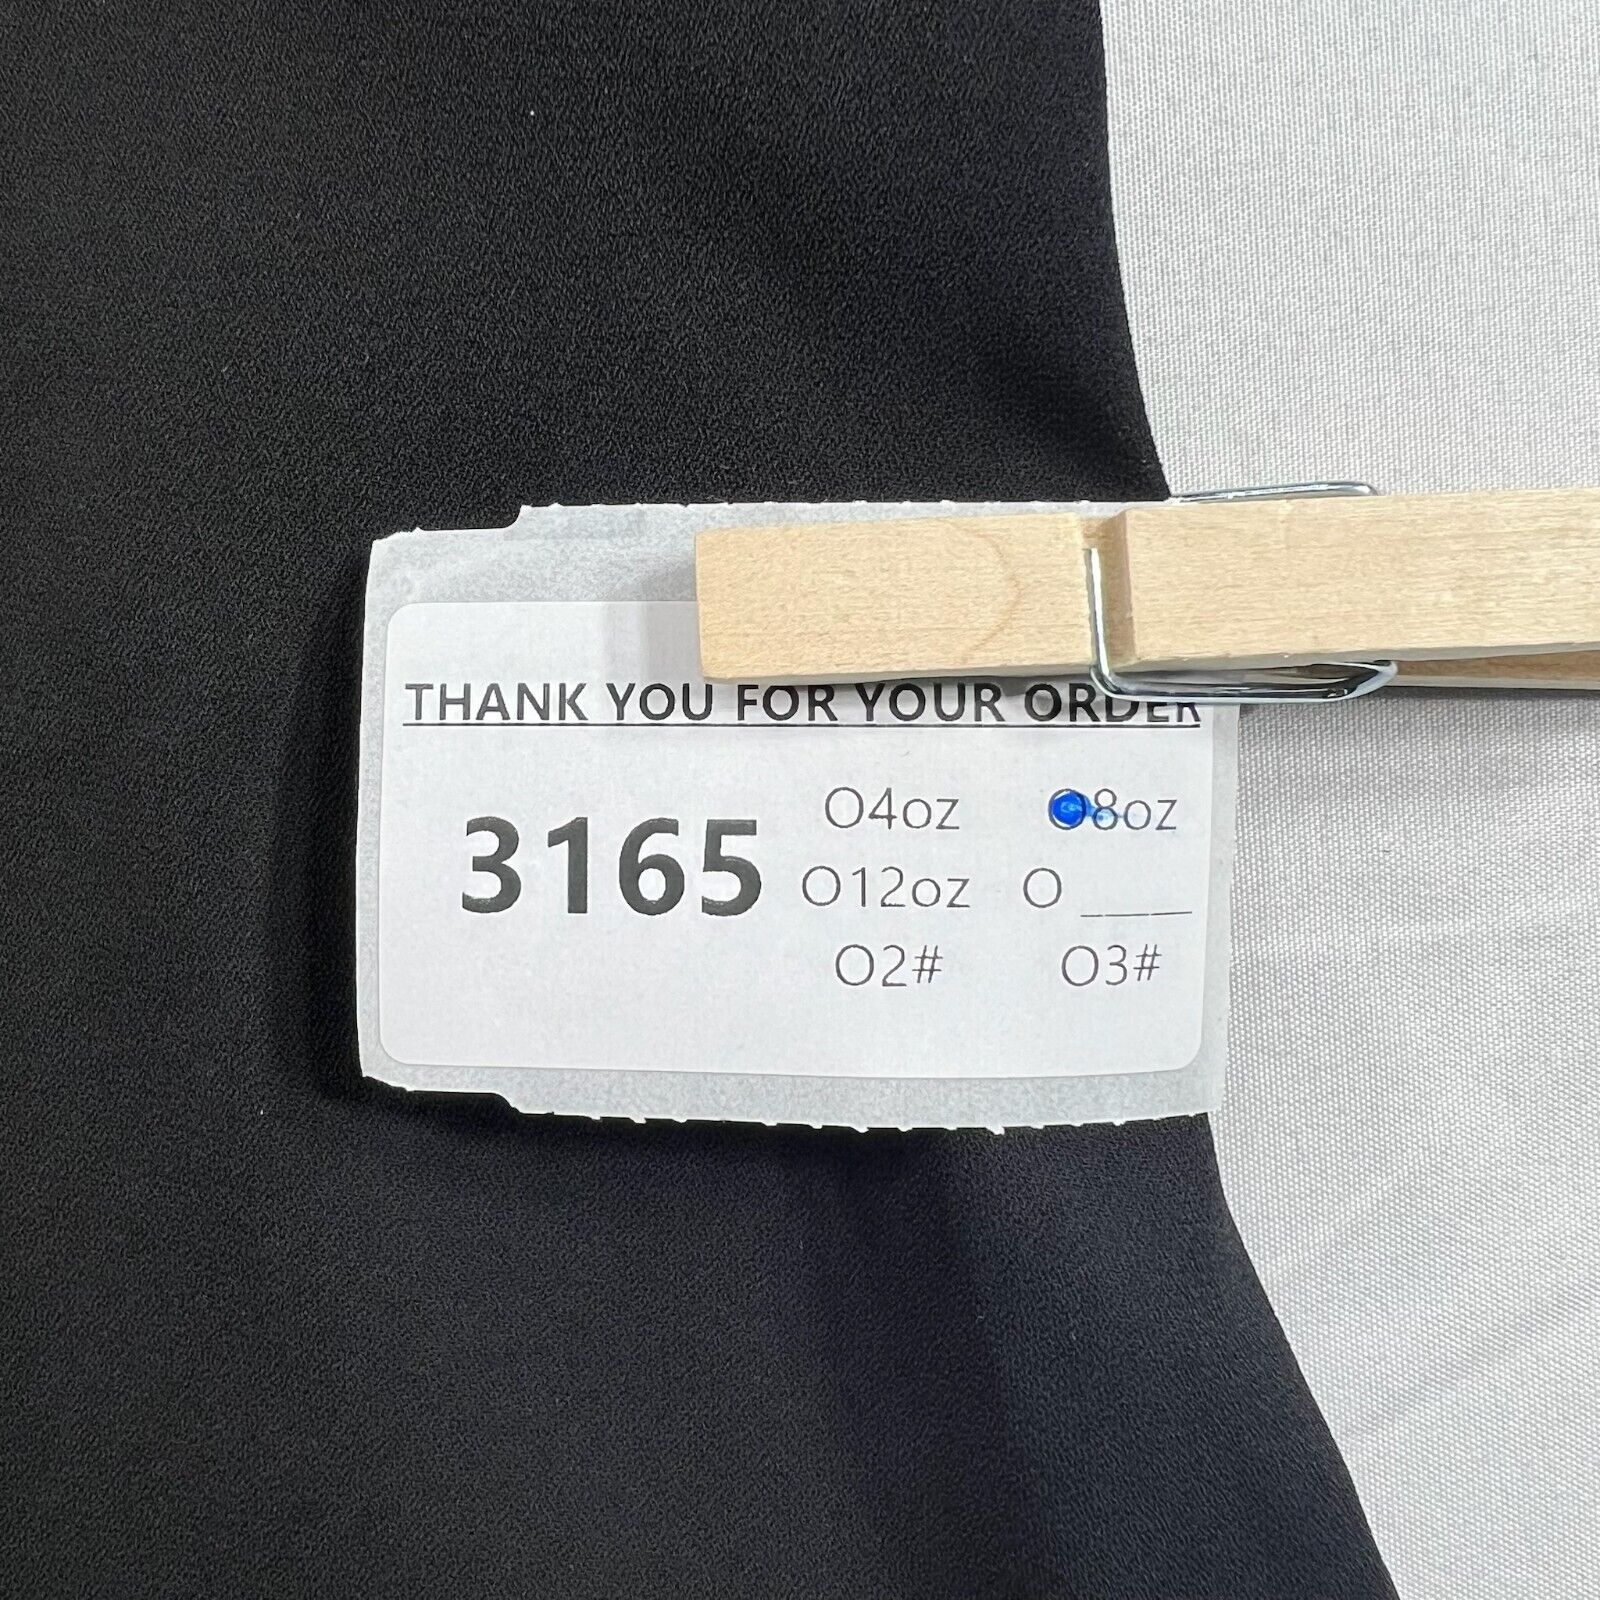 THANK YOU FOR YOUR ORDER
3165
O4oz O8oz
O12oz O ____
O2# O3#